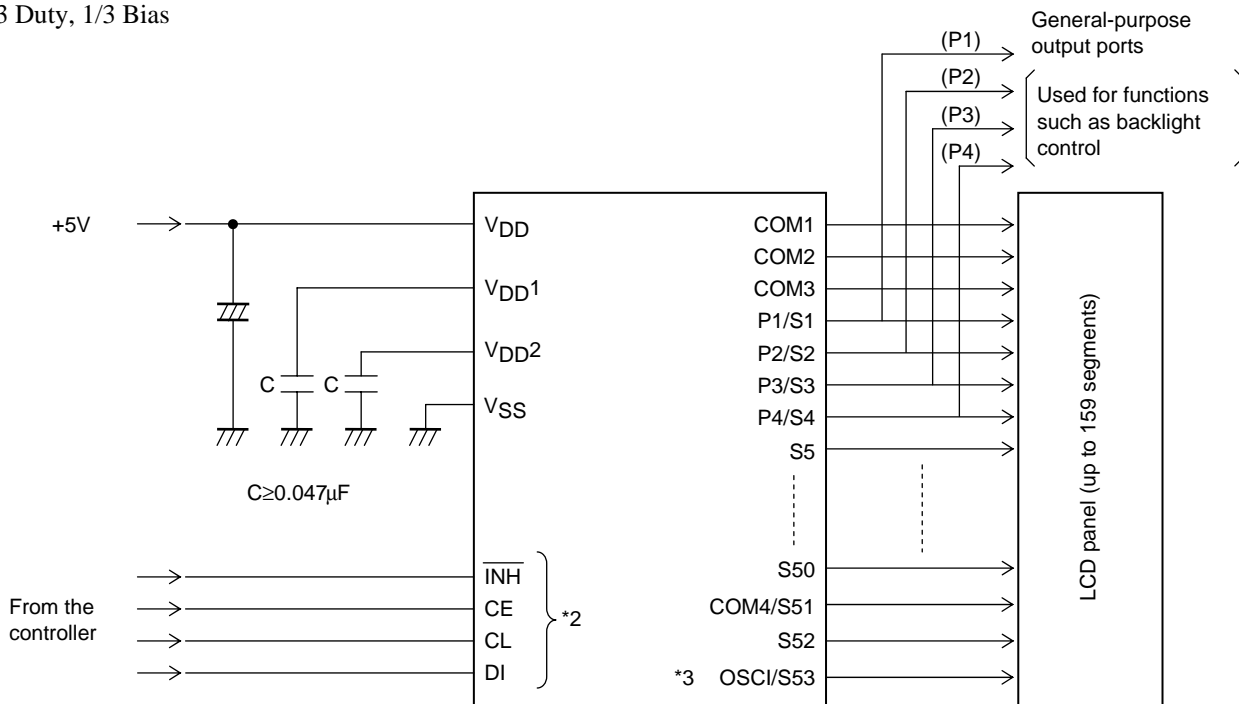 3 Duty, 1/3 Bias
General-purpose
output ports
(P1)
(P2)
(P3)
(P4)
Used for functions
such as backlight
control
+5V
VDD
VDD1
VDD2
VSS
C
C
C≥0.047μF
From the
controller
INH
CE
CL
DI
*2
COM1
COM2
COM3
P1/S1
P2/S2
P3/S3
P4/S4
S5
S50
COM4/S51
S52
*3 OSCI/S53
LCD panel (up to 159 segments)